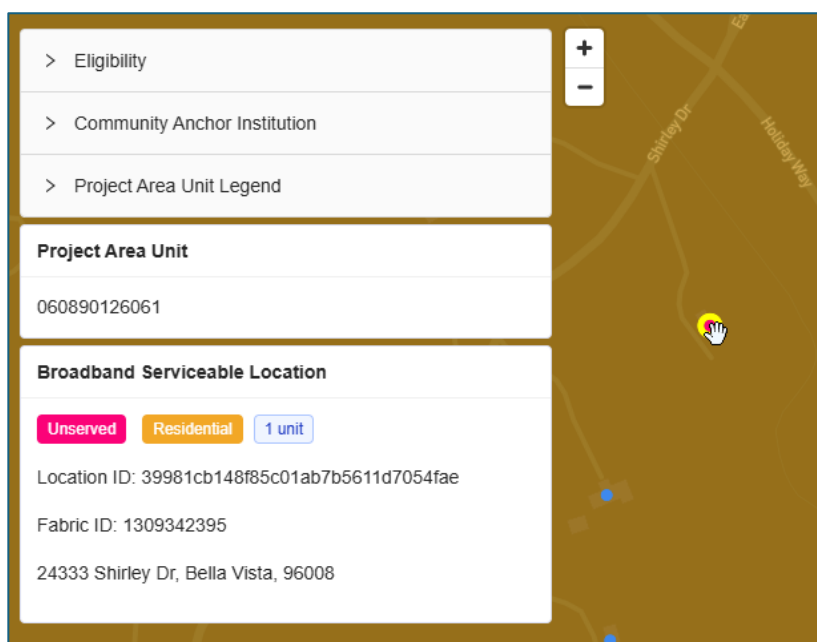 Eligibility
Community Anchor Institution
Project Area Unit Legend
Project Area Unit
060890126061
Broadband Serviceable Location
Unserved Residential 1 unit
Location ID: 39981cb148f85c01ab7b5611d7054fae
Fabric ID: 1309342395
24333 Shirley Dr, Bella Vista, 96008
+
−
Ea
Shirley Dr
Holiday Way